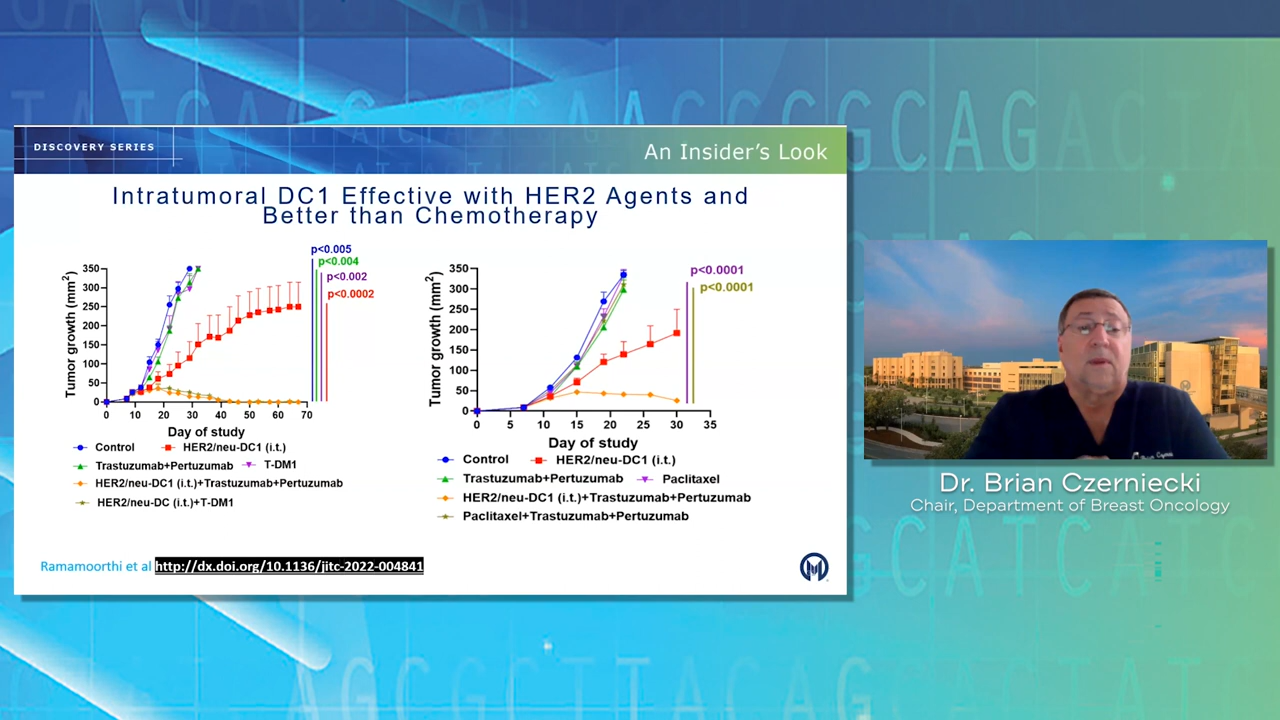 DISCOVERY SERIES
An Insider's Look
Intratumoral DC1 Effective with HER2 Agents and
Better than Chemotherapy
p<0.005
p<0.004
p<0.002
p<0.0002
Tumor growth (mm2)
350
300
250
200
150
100
50
0
0 10 20 30 40 50 60 70
Day of study
Control HER2/neu-DC1 (i.t.)
Trastuzumab+Pertuzumab T-DM1
HER2/neu-DC1 (i.t.)+Trastuzumab+Pertuzumab
HER2/neu-DC (i.t.)+T-DM1
p<0.0001
p<0.0001
Tumor growth (mm2)
350
300
250
200
150
100
50
0
0 5 10 15 20 25 30 35
Day of study
Control HER2/neu-DC1 (i.t.)
Trastuzumab+Pertuzumab Paclitaxel
HER2/neu-DC1 (i.t.)+Trastuzumab+Pertuzumab
Paclitaxel+Trastuzumab+Pertuzumab
Ramamoorthi et al http://dx.doi.org/10.1136/jitc-2022-004841
Dr. Brian Czerniecki
Chair, Department of Breast Oncology